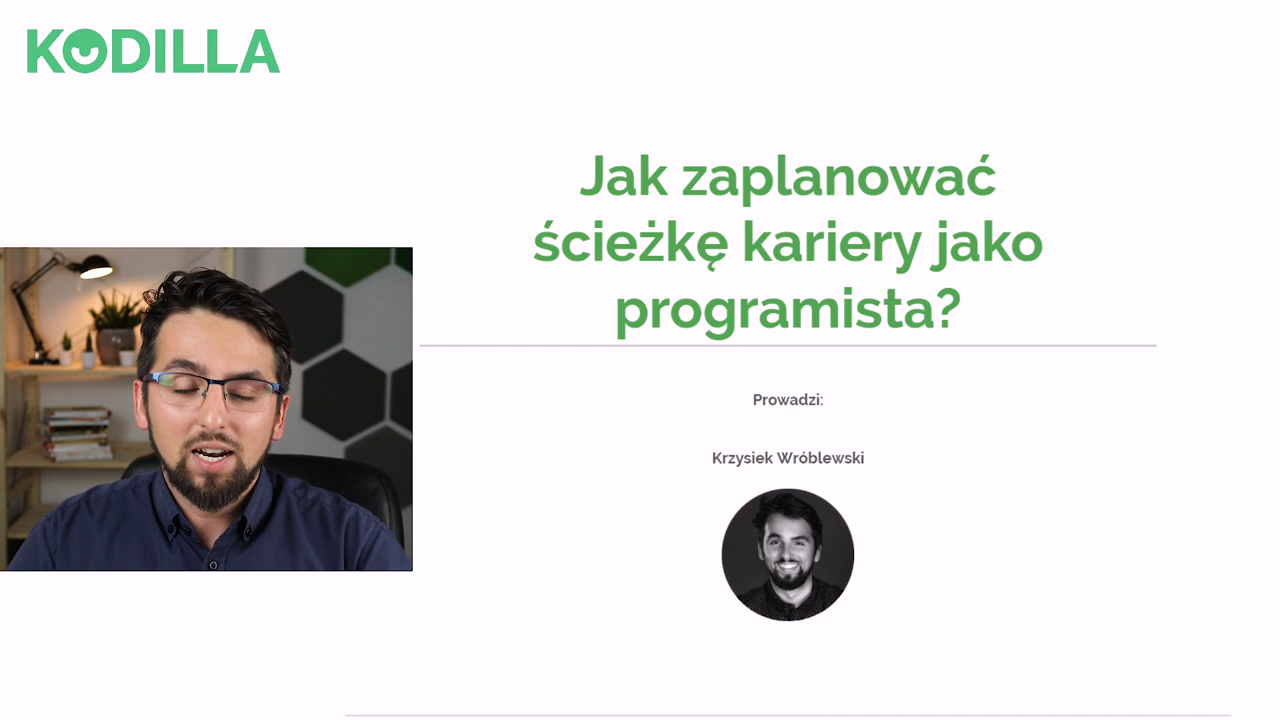 KODILLA
Jak zaplanować
ścieżkę kariery jako
programista?
Prowadzi:
Krzysiek Wróblewski